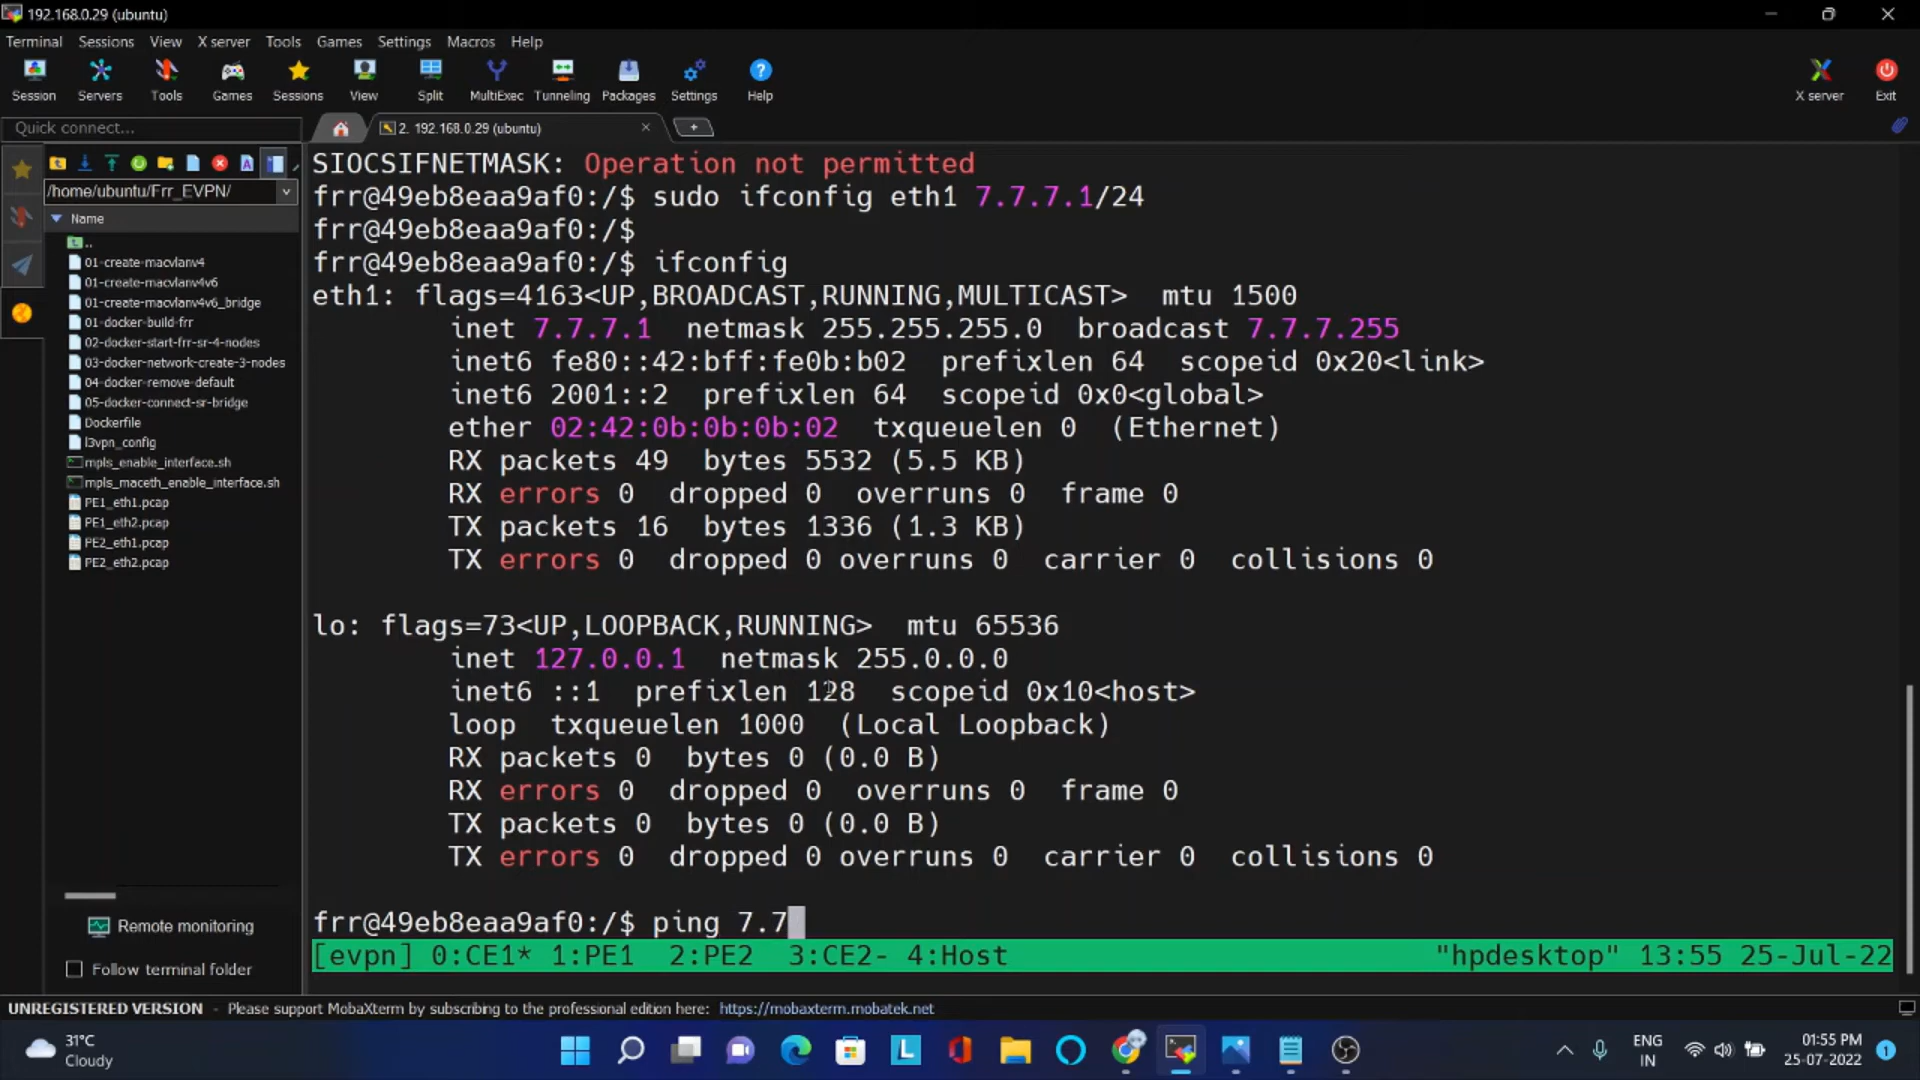 192.168.0.29 (ubuntu)
Terminal Sessions View X server Tools Games Settings Macros Help
Session Servers Tools Games Sessions View Split MultiExec Tunneling Packages Settings Help X server Exit
Quick connect...
2. 192.168.0.29 (ubuntu)
/home/ubuntu/Frr_EVPN/
Name
..
01-create-macvlanv4
01-create-macvlanv4v6
01-create-macvlanv4v6_bridge
01-docker-build-frr
02-docker-start-frr-sr-4-nodes
03-docker-network-create-3-nodes
04-docker-remove-default
05-docker-connect-sr-bridge
Dockerfile
l3vpn_config
mpls_enable_interface.sh
mpls_maceth_enable_interface.sh
PE1_eth1.pcap
PE1_eth2.pcap
PE2_eth1.pcap
PE2_eth2.pcap
Remote monitoring
Follow terminal folder
SIOCSIFNETMASK: Operation not permitted
frr@49eb8eaa9af0:/$ sudo ifconfig eth1 7.7.7.1/24
frr@49eb8eaa9af0:/$
frr@49eb8eaa9af0:/$ ifconfig
eth1: flags=4163<UP,BROADCAST,RUNNING,MULTICAST> mtu 1500
inet 7.7.7.1 netmask 255.255.255.0 broadcast 7.7.7.255
inet6 fe80::42:bff:fe0b:b02 prefixlen 64 scopeid 0x20<link>
inet6 2001::2 prefixlen 64 scopeid 0x0<global>
ether 02:42:0b:0b:0b:02 txqueuelen 0 (Ethernet)
RX packets 49 bytes 5532 (5.5 KB)
RX errors 0 dropped 0 overruns 0 frame 0
TX packets 16 bytes 1336 (1.3 KB)
TX errors 0 dropped 0 overruns 0 carrier 0 collisions 0
lo: flags=73<UP,LOOPBACK,RUNNING> mtu 65536
inet 127.0.0.1 netmask 255.0.0.0
inet6 ::1 prefixlen 128 scopeid 0x10<host>
loop txqueuelen 1000 (Local Loopback)
RX packets 0 bytes 0 (0.0 B)
RX errors 0 dropped 0 overruns 0 frame 0
TX packets 0 bytes 0 (0.0 B)
TX errors 0 dropped 0 overruns 0 carrier 0 collisions 0
frr@49eb8eaa9af0:/$ ping 7.7
[evpn] 0:CE1* 1:PE1 2:PE2 3:CE2- 4:Host "hpdesktop" 13:55 25-Jul-22
UNREGISTERED VERSION - Please support MobaXterm by subscribing to the professional edition here: https://mobaxterm.mobatek.net
31°C
Cloudy
ENG
IN
01:55 PM
25-07-2022
1